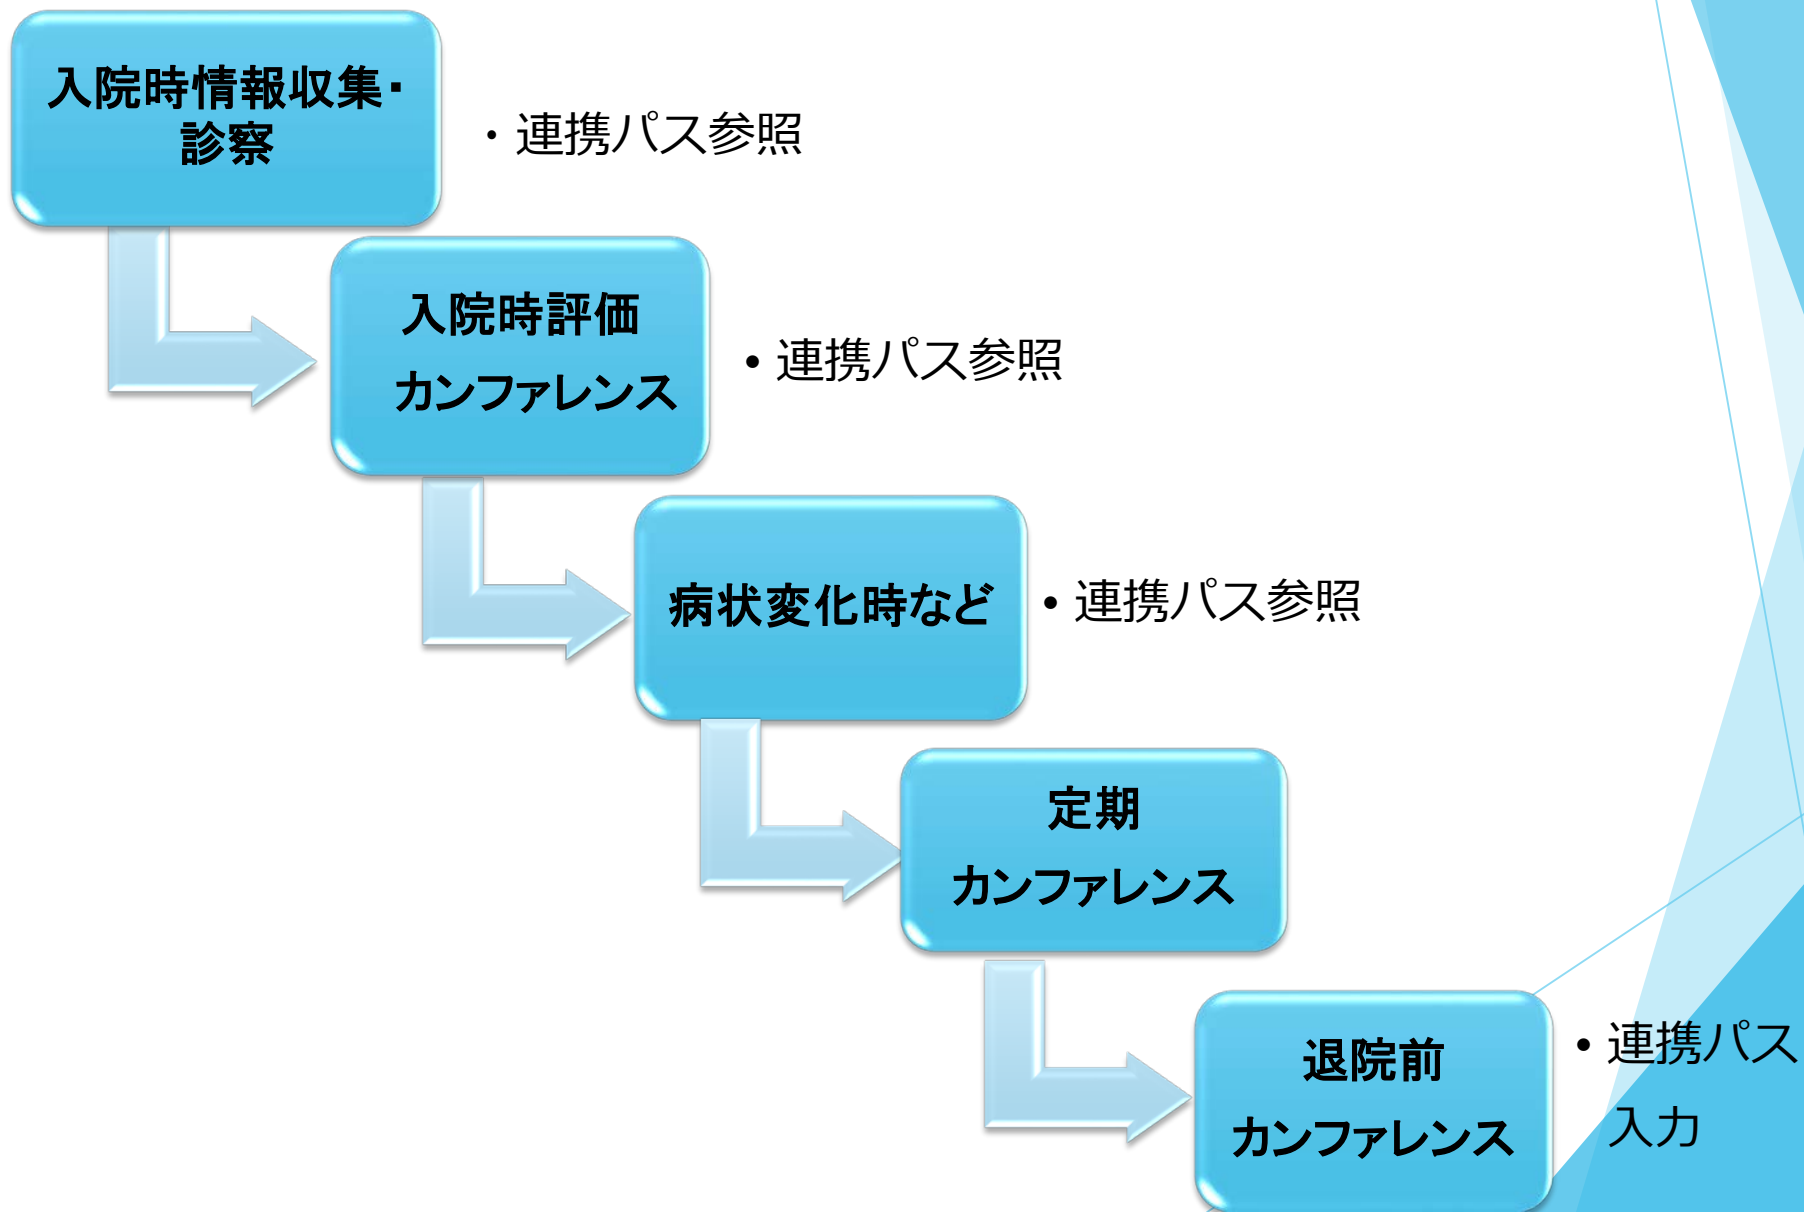 入院時情報収集・
診察
・連携パス参照
入院時評価
カンファレンス
• 連携パス参照
病状変化時など
• 連携パス参照
定期
カンファレンス
退院前
カンファレンス
• 連携パス
入力